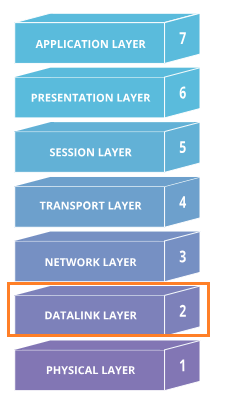 APPLICATION LAYER 7
PRESENTATION LAYER 6
SESSION LAYER 5
TRANSPORT LAYER 4
NETWORK LAYER 3
DATALINK LAYER 2
PHYSICAL LAYER 1